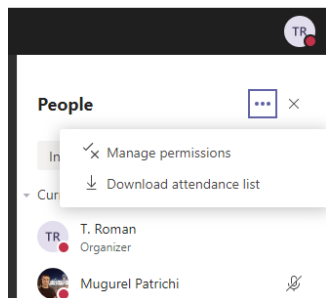 TR
People
In
Manage permissions
Download attendance list
Cur
TR
T. Roman
Organizer
Mugurel Patrichi